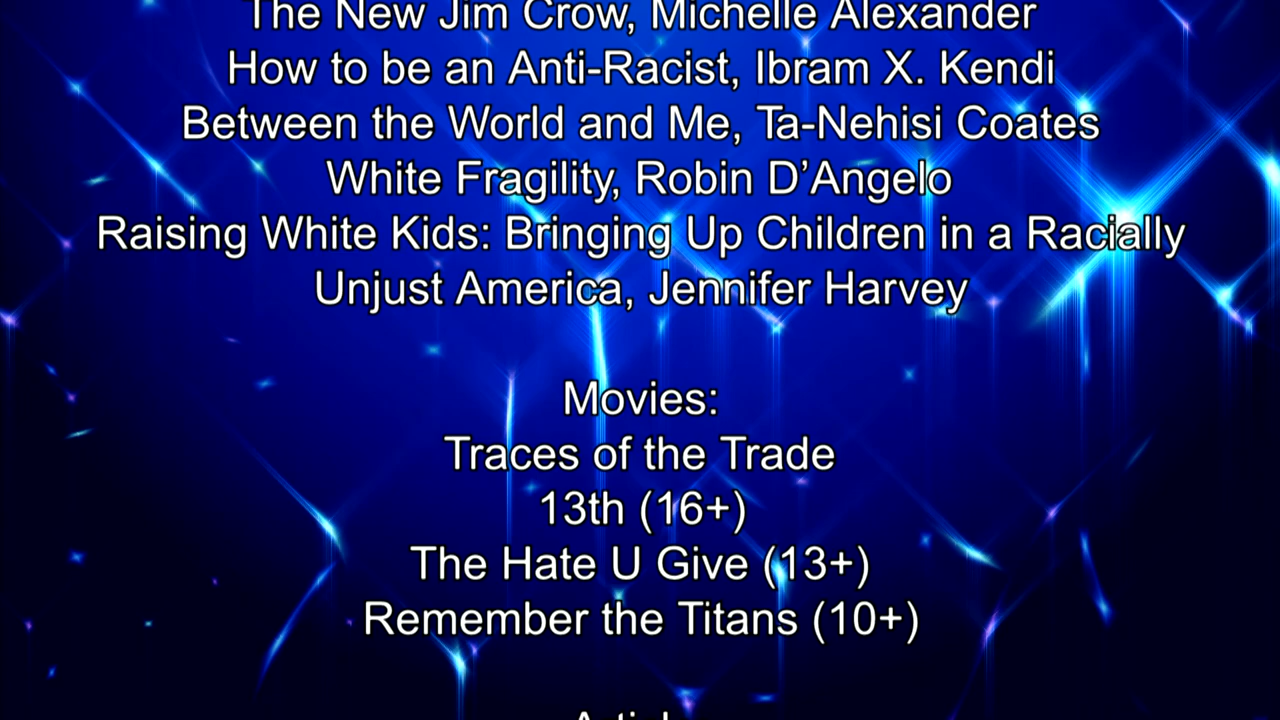 The New Jim Crow, Michelle Alexander
How to be an Anti-Racist, Ibram X. Kendi
Between the World and Me, Ta-Nehisi Coates
White Fragility, Robin D’Angelo
Raising White Kids: Bringing Up Children in a Racially
Unjust America, Jennifer Harvey
Movies:
Traces of the Trade
13th (16+)
The Hate U Give (13+)
Remember the Titans (10+)